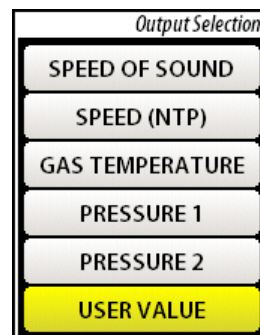 Output Selection
SPEED OF SOUND
SPEED (NTP)
GAS TEMPERATURE
PRESSURE 1
PRESSURE 2
USER VALUE